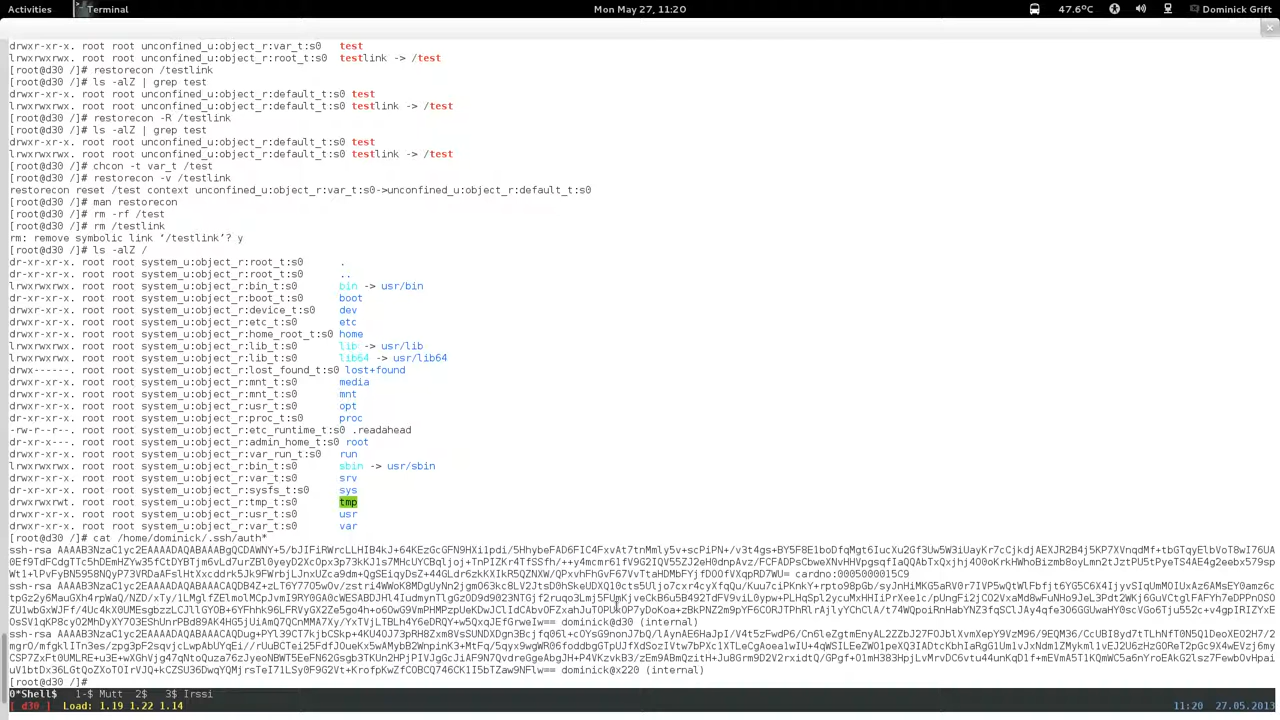 Activities Terminal Mon May 27, 11:20 47.6°C Dominick Grift
drwxr-xr-x. root root unconfined_u:object_r:var_t:s0 test
lrwxrwxrwx. root root unconfined_u:object_r:root_t:s0 testlink -> /test
[root@d30 /]# restorecon /testlink
[root@d30 /]# ls -alZ | grep test
drwxr-xr-x. root root unconfined_u:object_r:default_t:s0 test
lrwxrwxrwx. root root unconfined_u:object_r:default_t:s0 testlink -> /test
[root@d30 /]# restorecon -R /testlink
[root@d30 /]# ls -alZ | grep test
drwxr-xr-x. root root unconfined_u:object_r:default_t:s0 test
lrwxrwxrwx. root root unconfined_u:object_r:default_t:s0 testlink -> /test
[root@d30 /]# chcon -t var_t /test
[root@d30 /]# restorecon -v /testlink
restorecon reset /test context unconfined_u:object_r:var_t:s0->unconfined_u:object_r:default_t:s0
[root@d30 /]# man restorecon
[root@d30 /]# rm -rf /test
[root@d30 /]# rm /testlink
rm: remove symbolic link ‘/testlink’? y
[root@d30 /]# ls -alZ /
dr-xr-xr-x. root root system_u:object_r:root_t:s0 .
dr-xr-xr-x. root root system_u:object_r:root_t:s0 ..
lrwxrwxrwx. root root system_u:object_r:bin_t:s0 bin -> usr/bin
dr-xr-xr-x. root root system_u:object_r:boot_t:s0 boot
drwxr-xr-x. root root system_u:object_r:device_t:s0 dev
drwxr-xr-x. root root system_u:object_r:etc_t:s0 etc
drwxr-xr-x. root root system_u:object_r:home_root_t:s0 home
lrwxrwxrwx. root root system_u:object_r:lib_t:s0 lib -> usr/lib
lrwxrwxrwx. root root system_u:object_r:lib_t:s0 lib64 -> usr/lib64
drwx------. root root system_u:object_r:lost_found_t:s0 lost+found
drwxr-xr-x. root root system_u:object_r:mnt_t:s0 media
drwxr-xr-x. root root system_u:object_r:mnt_t:s0 mnt
drwxr-xr-x. root root system_u:object_r:usr_t:s0 opt
dr-xr-xr-x. root root system_u:object_r:proc_t:s0 proc
-rw-r--r--. root root system_u:object_r:etc_runtime_t:s0 .readahead
dr-xr-x---. root root system_u:object_r:admin_home_t:s0 root
drwxr-xr-x. root root system_u:object_r:var_run_t:s0 run
lrwxrwxrwx. root root system_u:object_r:bin_t:s0 sbin -> usr/sbin
drwxr-xr-x. root root system_u:object_r:var_t:s0 srv
dr-xr-xr-x. root root system_u:object_r:sysfs_t:s0 sys
drwxrwxrwt. root root system_u:object_r:tmp_t:s0 tmp
drwxr-xr-x. root root system_u:object_r:usr_t:s0 usr
drwxr-xr-x. root root system_u:object_r:var_t:s0 var
[root@d30 /]# cat /home/dominick/.ssh/auth*
ssh-rsa
cardno:0005000015C9
ssh-rsa
dominick@d30 (internal)
ssh-rsa
dominick@x220 (internal)
[root@d30 /]#
0*Shell$ 1-$ Mutt 2$ 3$ Irssi
[ d30 ] Load: 1.19 1.22 1.14 11:20 27.05.2013